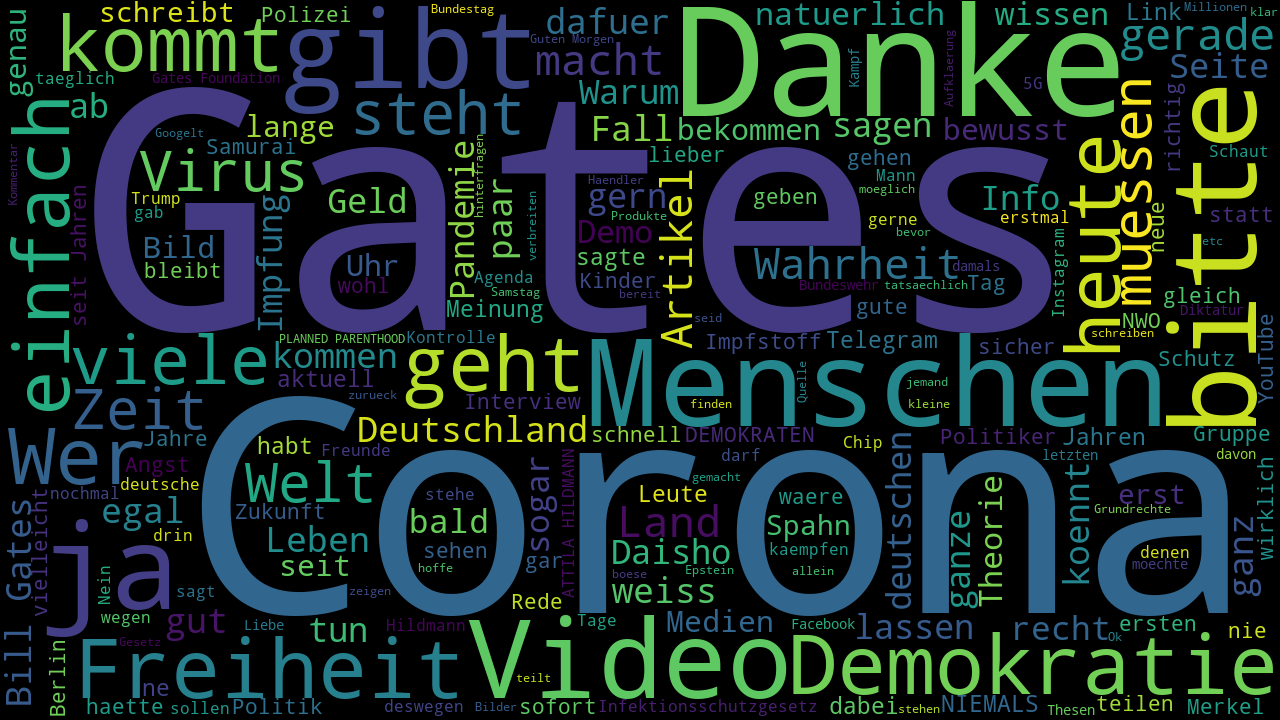 schreibt
Polizei
Bundestag
dafuer
natuerlich
wissen
Link
Millionen
klar
genau
kommt
gibt
Guten Morgen
macht
Danke
gerade
taeglich
Gates Foundation
Kampf
Aufklaerung
5G
Seite
ab
steht
Warum
einfach
Gates
lange
Fall
bekommen
sagen
bewusst
heute
muessen
richtig
bitte
Googelt
Samurai
Kommentar
Virus
Pandemie
hinterfragen
lieber
gehen
Mann
Schaut
Trump
gab
Geld
paar
verbreiten
Haendler
gern
Produkte
Artikel
geben
moeglich
gerne
bevor
Info
erstmal
neue
statt
seit Jahren
Bild
bleibt
Impfung
Uhr
wohl
Demo
sagte
Wahrheit
damals
Instagram
etc
Agenda
Samstag
Meinung
Kinder
bereit
Bundeswehr
tatsaechlich
Tag
gute
gleich
Diktatur
NWO
seid
schreiben
viele
PLANNED PARENTHOOD
Kontrolle
kommen
geht
Menschen
Impfstoff
Telegram
sicher
Schutz
YouTube
aktuell
Quelle
jemand
Zeit
zurueck
Interview
finden
kleine
Wer
Jahre
Deutschland
schnell
DEMOKRATEN
Chip
Politiker
Jahren
Gruppe
habt
Freunde
darf
letzten
davon
Angst
deutsche
Corona
Welt
sogar
ATTILA HILDMANN
gemacht
deutschen
nochmal
vielleicht
egal
Zukunft
stehe
bald
Leute
Land
waere
Spahn
Theorie
koennt
erst
Grundrechte
wirklich
Bill Gates
drin
Leben
sehen
gar
Daisho
kaempfen
ganze
denen
moechte
ganz
ja
seit
hoffe
boese
Epstein
allein
Nein
sagt
zeigen
weiss
Rede
wegen
gut
Liebe
tun
Hildmann
Video
Tage
Medien
Facebook
lassen
recht
Ok
ersten
nie
Gesetz
Berlin
Freiheit
Demokratie
ne
teilt
haette
sollen
Politik
deswegen
Bilder
sofort
Infektionsschutzgesetz
dabei
stehen
NIEMALS
Thesen
teilen
Merkel